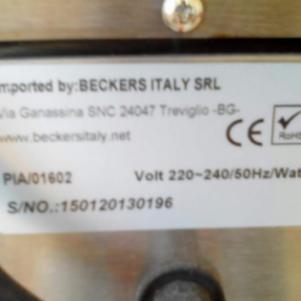 mported by:BECKERS ITALY SRL
Via Ganassina SNC 24047 Treviglio -BG-
www.beckersitaly.net
CE RoHS
PIA/01602 Volt 220~240/50Hz/Wat
S/NO.:150120130196